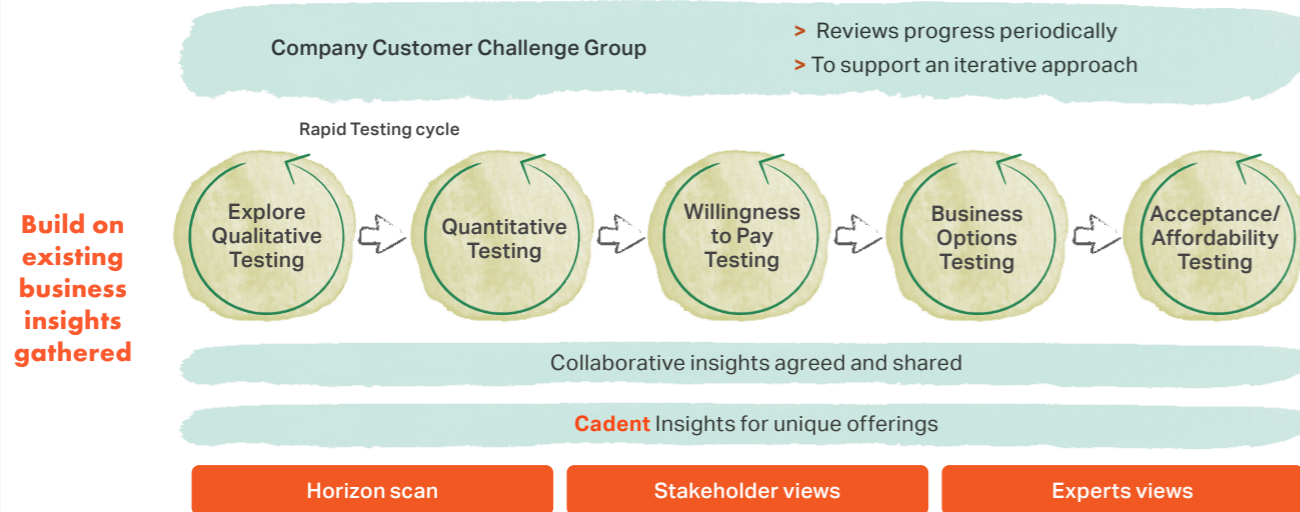 Company Customer Challenge Group
> Reviews progress periodically
> To support an iterative approach
Rapid Testing cycle
Build on
existing
business
insights
gathered
Explore
Qualitative
Testing
Quantitative
Testing
Willingness
to Pay
Testing
Business
Options
Testing
Acceptance/
Affordability
Testing
Collaborative insights agreed and shared
Cadent Insights for unique offerings
Horizon scan
Stakeholder views
Experts views